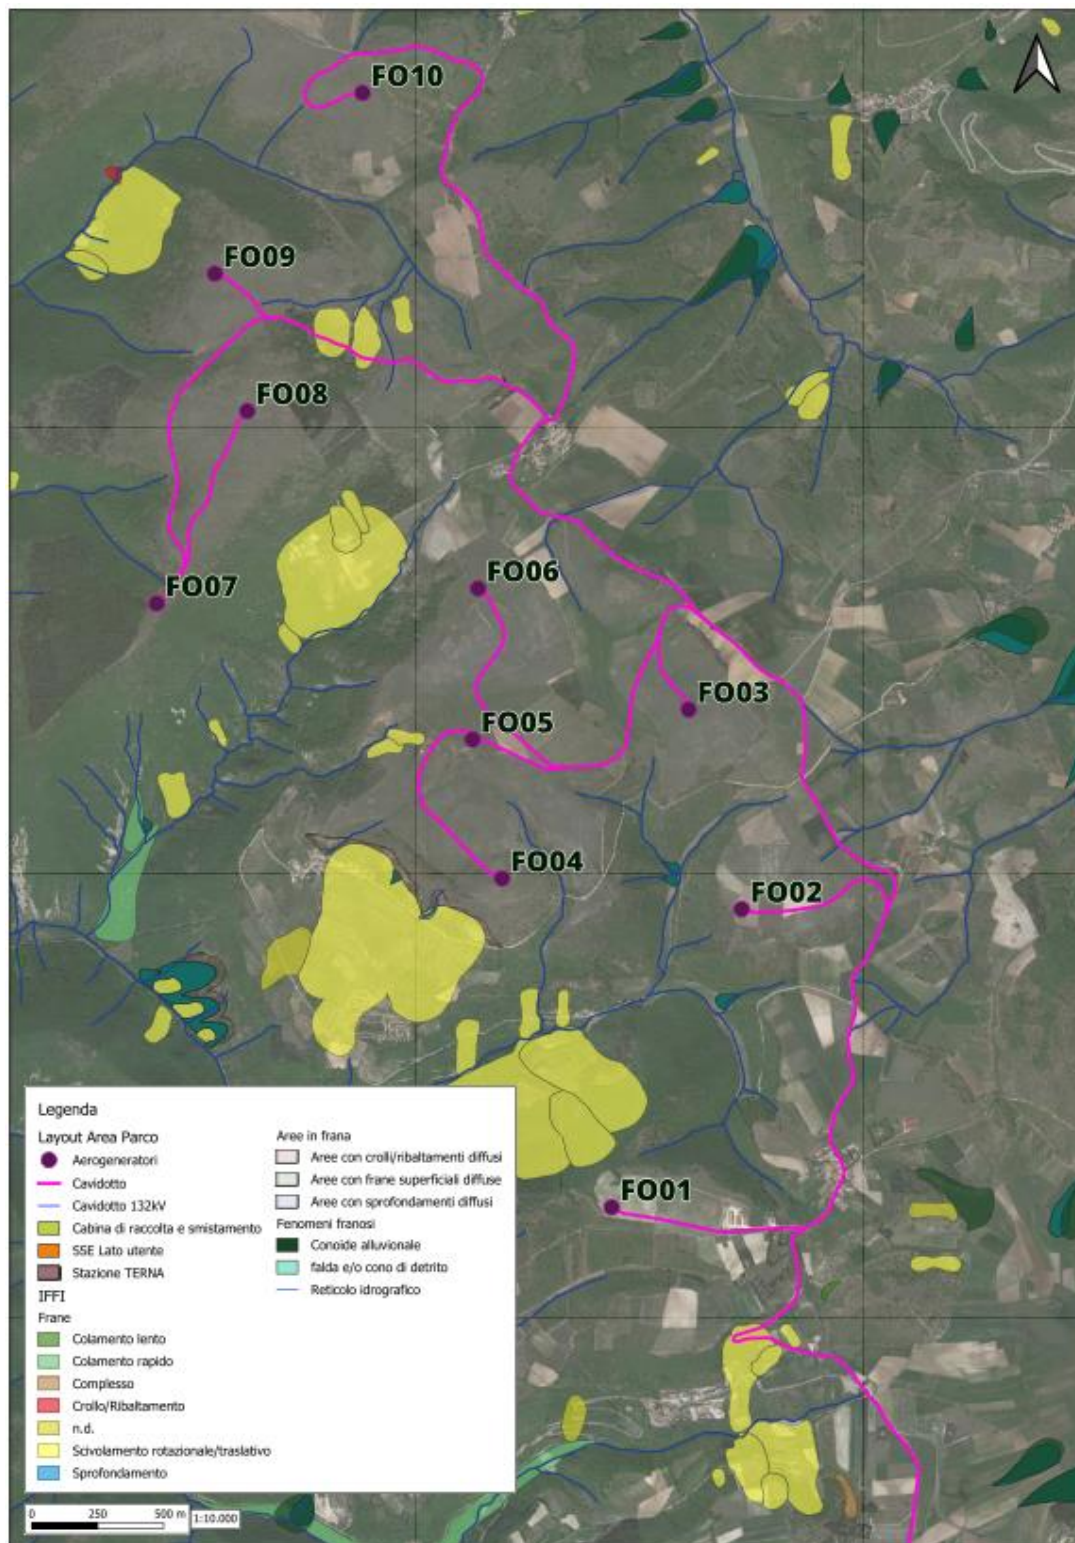 FO10
FO09
FO08
FO07
FO06
FO03
FO05
FO04
FO02
FO01
Legenda
Layout Area Parco
Aerogeneratori
Cavidotto
Cavidotto 132kV
Cabina di raccolta e smistamento
SSE Lato utente
Stazione TERNA
IFFI
Frane
Colamento lento
Colamento rapido
Complesso
Crollo/Ribaltamento
n.d.
Scivolamento rotazionale/traslativo
Sprofondamento
Aree in frana
Aree con crolli/ribaltamenti diffusi
Aree con frane superficiali diffuse
Aree con sprofondamenti diffusi
Fenomeni franosi
Conoide alluvionale
falda e/o cono di detrito
Reticolo idrografico
0 250 500 m
1:10.000